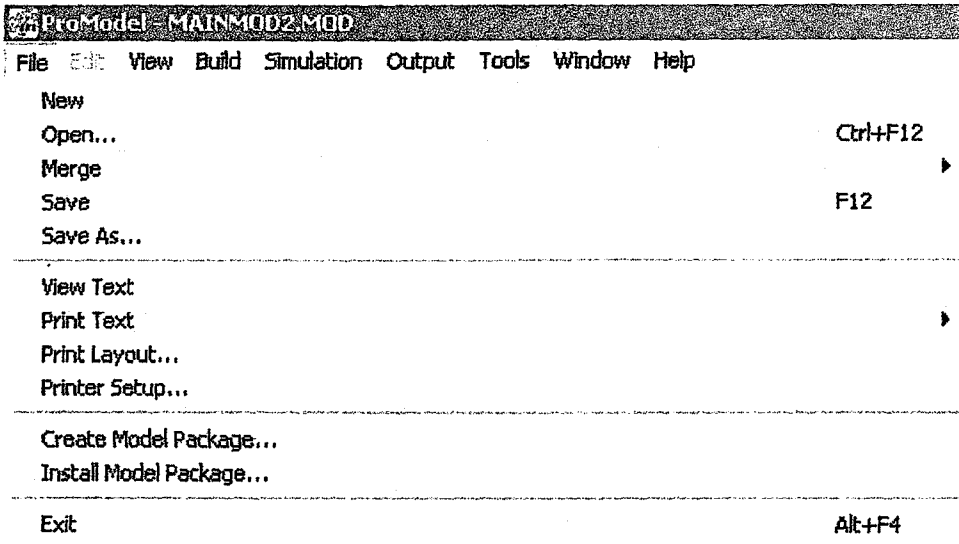 ProModel - MAINMOD2.MOD
File Edit View Build Simulation Output Tools Window Help
New
Open... Ctrl+F12
Merge
Save F12
Save As...
View Text
Print Text
Print Layout...
Printer Setup...
Create Model Package...
Install Model Package...
Exit Alt+F4